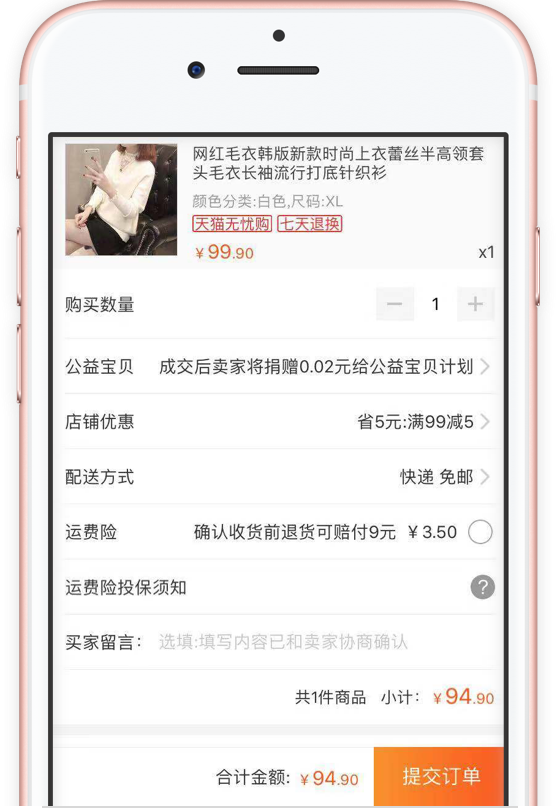 网红毛衣韩版新款时尚上衣蕾丝半高领套
头毛衣长袖流行打底针织衫
颜色分类:白色,尺码:XL
天猫无忧购 七天退换
￥99.90 x1
购买数量 － 1 +
公益宝贝 成交后卖家将捐赠0.02元给公益宝贝计划
店铺优惠 省5元:满99减5
配送方式 快递 免邮
运费险 确认收货前退货可赔付9元 ￥3.50
运费险投保须知 ?
买家留言： 选填:填写内容已和卖家协商确认
共1件商品 小计： ￥94.90
合计金额: ￥94.90 提交订单